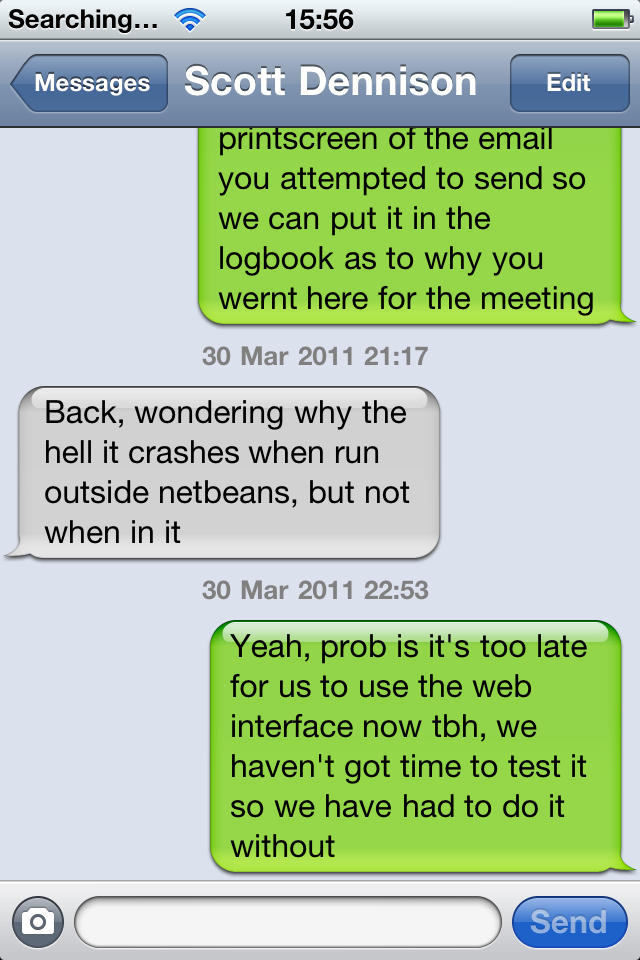 Searching... 15:56
Messages Scott Dennison Edit
printscreen of the email
you attempted to send so
we can put it in the
logbook as to why you
wernt here for the meeting
30 Mar 2011 21:17
Back, wondering why the
hell it crashes when run
outside netbeans, but not
when in it
30 Mar 2011 22:53
Yeah, prob is it's too late
for us to use the web
interface now tbh, we
haven't got time to test it
so we have had to do it
without
Send